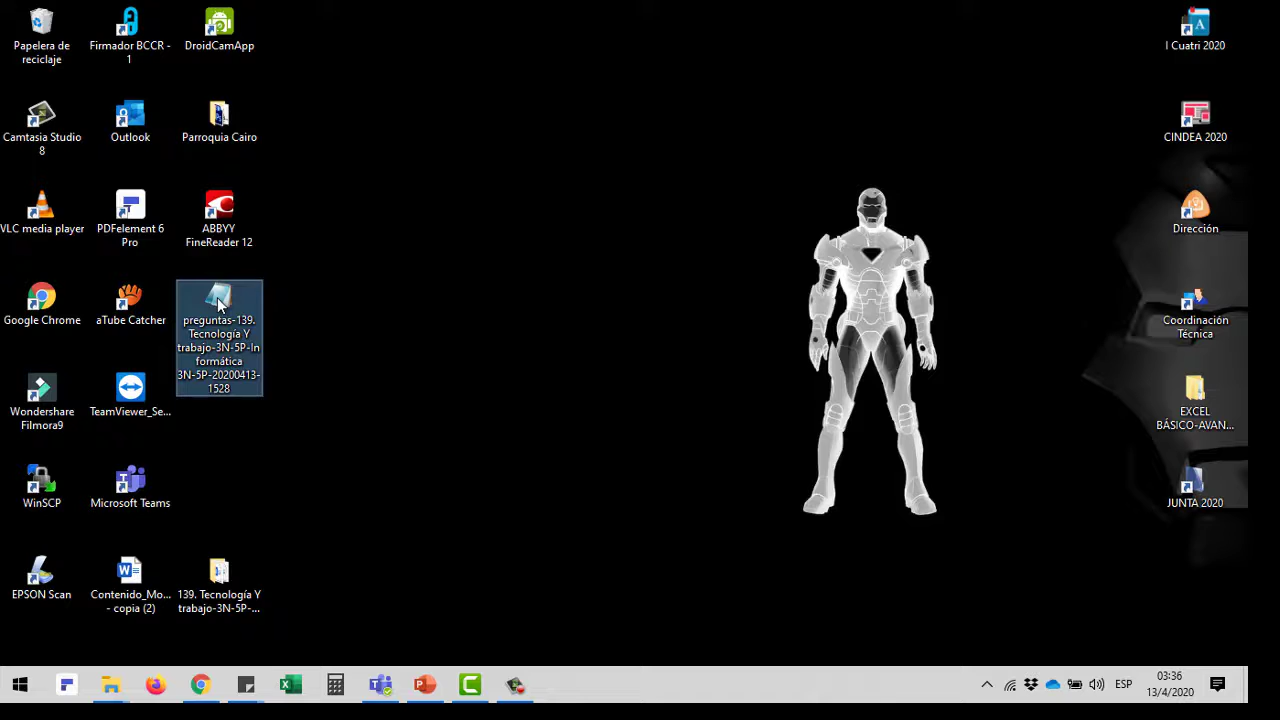 Papelera de
reciclaje
Firmador BCCR -
1
DroidCamApp
I Cuatri 2020
Camtasia Studio
8
Outlook
Parroquia Cairo
CINDEA 2020
VLC media player
PDFelement 6
Pro
ABBYY
FineReader 12
Dirección
Google Chrome
aTube Catcher
preguntas-139.
Tecnología Y
trabajo-3N-5P-In
formática
3N-5P-20200413-
1528
Coordinación
Técnica
Wondershare
Filmora9
TeamViewer_Se...
EXCEL
BÁSICO-AVAN...
WinSCP
Microsoft Teams
JUNTA 2020
EPSON Scan
Contenido_Mo...
- copia (2)
139. Tecnología Y
trabajo-3N-5P-...
ESP
03:36
13/4/2020